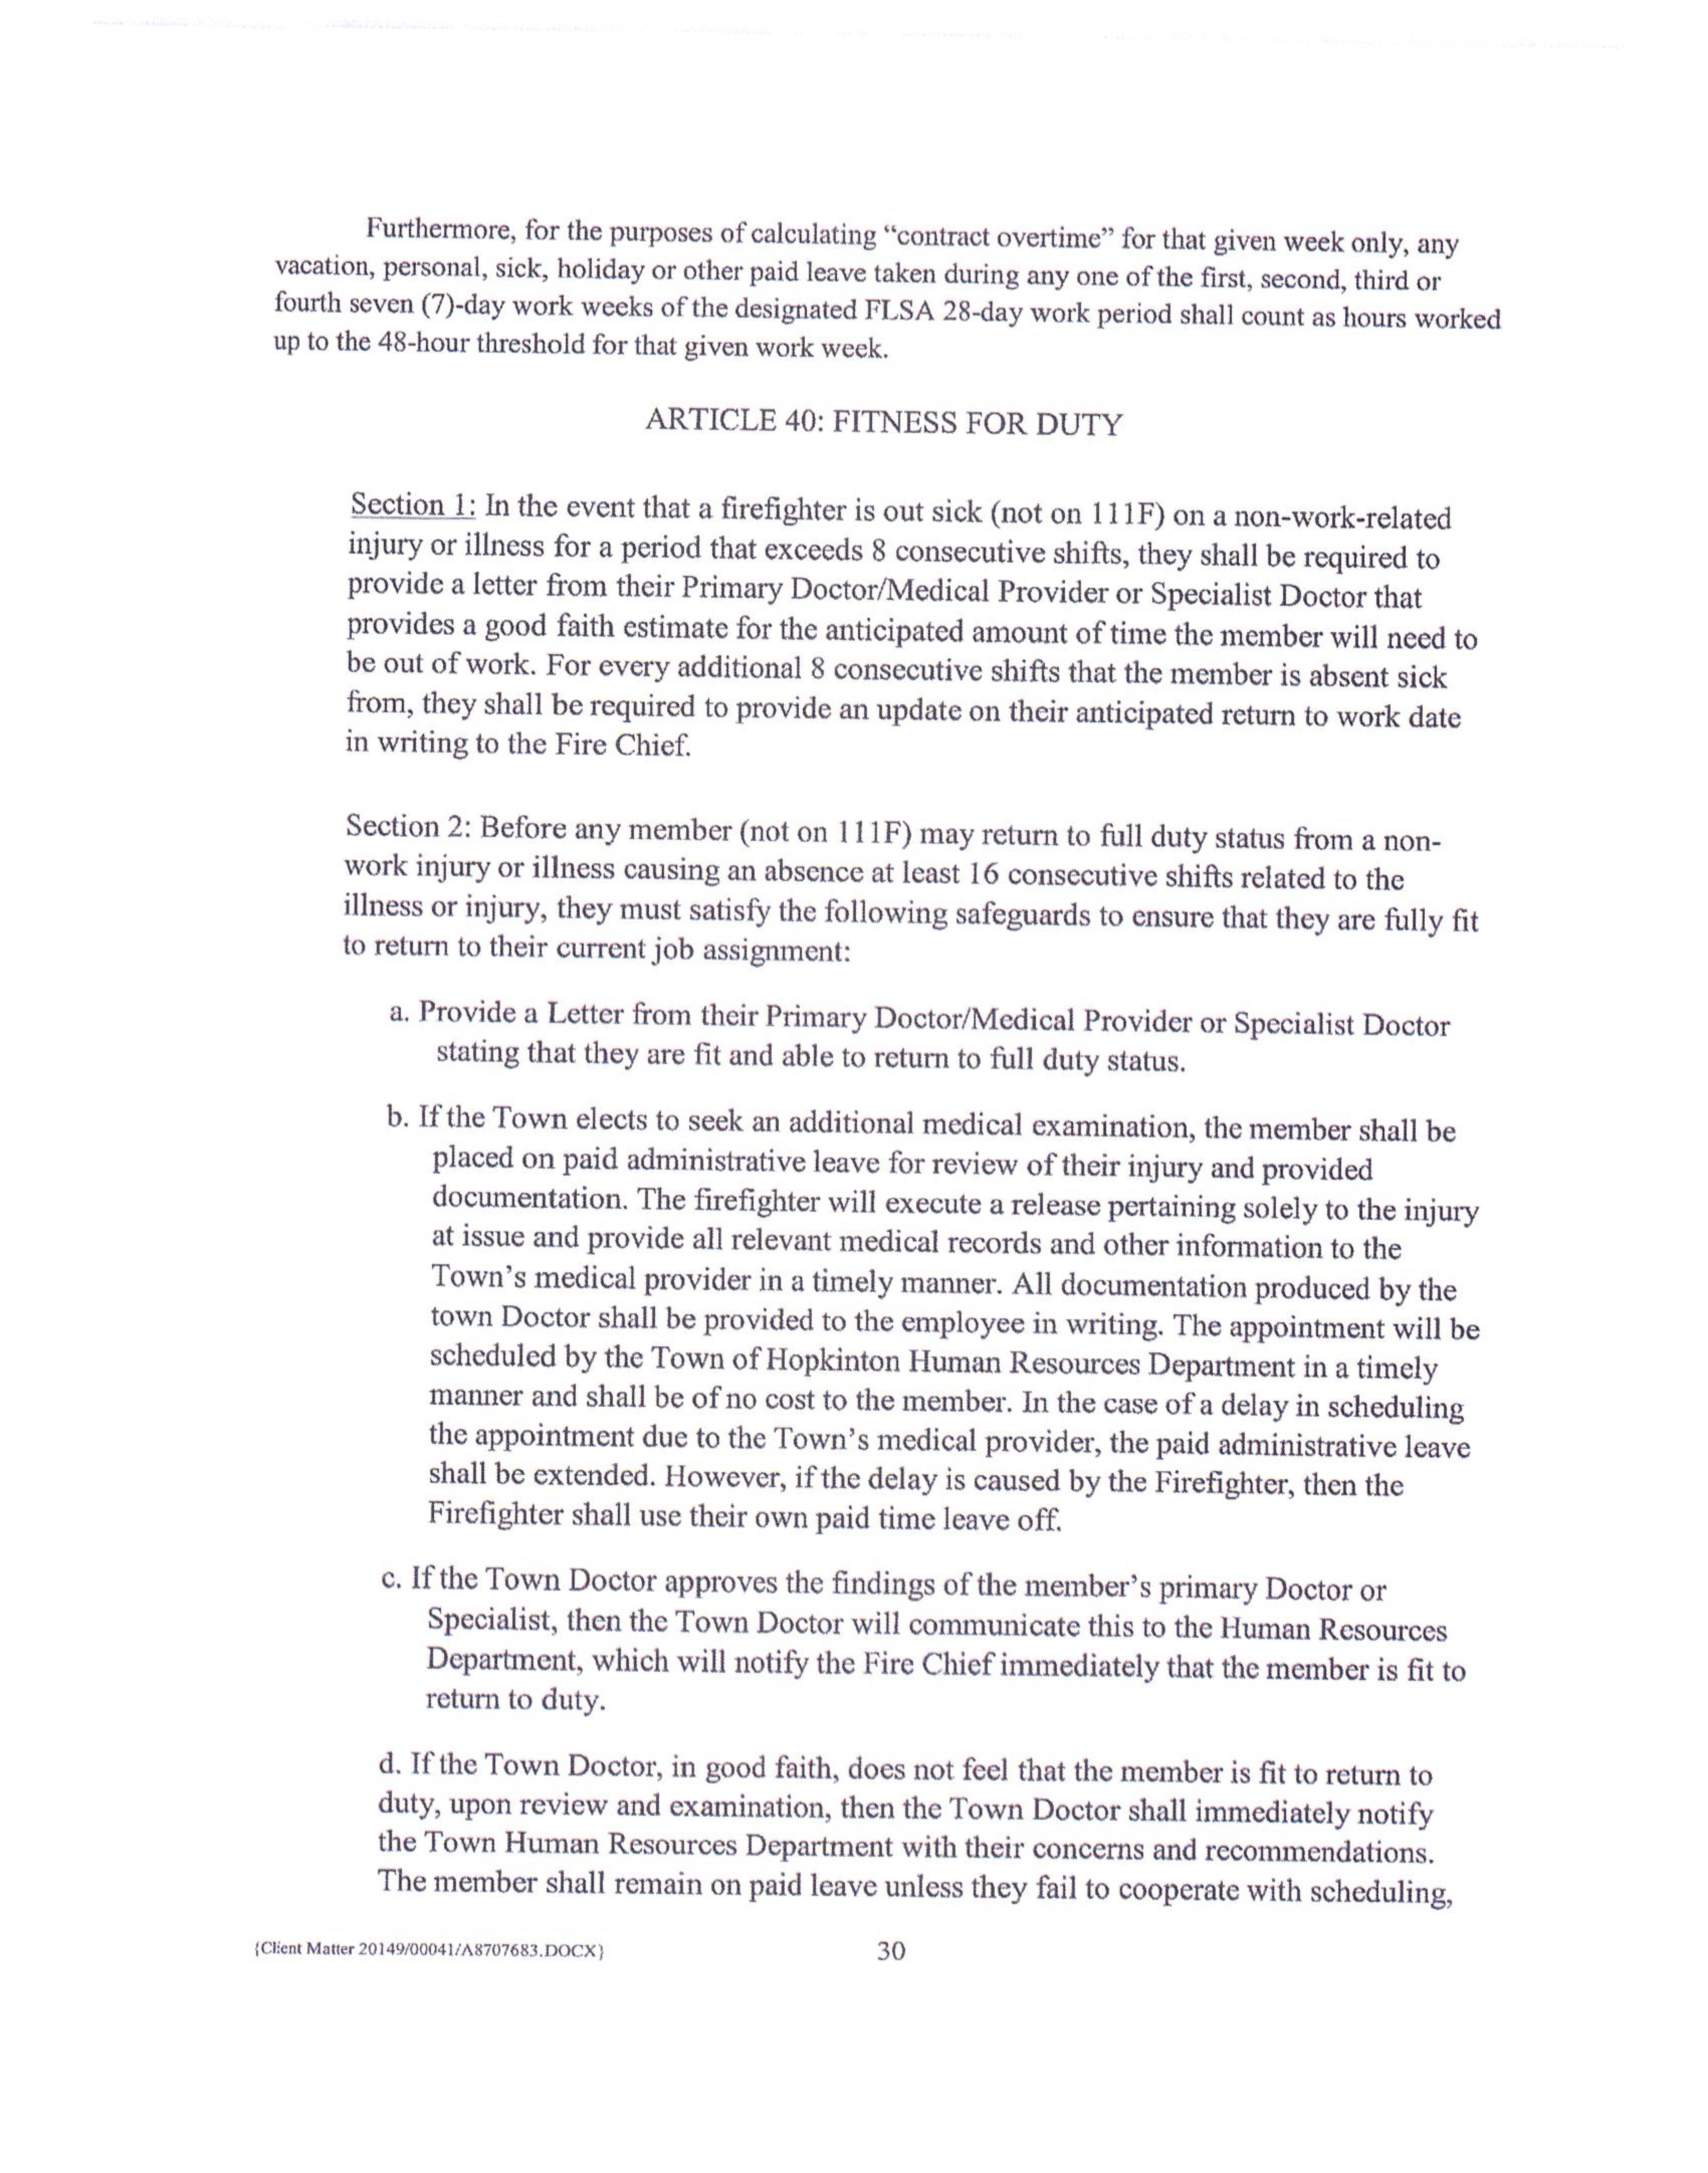 Furthermore, for the purposes of calculating “contract overtime” for that given week only, any
vacation, personal, sick, holiday or other paid leave taken during any one of the first, second, third or
fourth seven (7)-day work weeks of the designated FLSA 28-day work period shall count as hours worked
up to the 48-hour threshold for that given work week.
ARTICLE 40: FITNESS FOR DUTY
Section 1: In the event that a firefighter is out sick (not on 111F) on a non-work-related
injury or illness for a period that exceeds 8 consecutive shifts, they shall be required to
provide a letter from their Primary Doctor/Medical Provider or Specialist Doctor that
provides a good faith estimate for the anticipated amount of time the member will need to
be out of work. For every additional 8 consecutive shifts that the member is absent sick
from, they shall be required to provide an update on their anticipated return to work date
in writing to the Fire Chief.
Section 2: Before any member (not on 111F) may return to full duty status from a non-
work injury or illness causing an absence at least 16 consecutive shifts related to the
illness or injury, they must satisfy the following safeguards to ensure that they are fully fit
to return to their current job assignment:
a. Provide a Letter from their Primary Doctor/Medical Provider or Specialist Doctor
stating that they are fit and able to return to full duty status.
b. If the Town elects to seek an additional medical examination, the member shall be
placed on paid administrative leave for review of their injury and provided
documentation. The firefighter will execute a release pertaining solely to the injury
at issue and provide all relevant medical records and other information to the
Town’s medical provider in a timely manner. All documentation produced by the
town Doctor shall be provided to the employee in writing. The appointment will be
scheduled by the Town of Hopkinton Human Resources Department in a timely
manner and shall be of no cost to the member. In the case of a delay in scheduling
the appointment due to the Town’s medical provider, the paid administrative leave
shall be extended. However, if the delay is caused by the Firefighter, then the
Firefighter shall use their own paid time leave off.
c. If the Town Doctor approves the findings of the member’s primary Doctor or
Specialist, then the Town Doctor will communicate this to the Human Resources
Department, which will notify the Fire Chief immediately that the member is fit to
return to duty.
d. If the Town Doctor, in good faith, does not feel that the member is fit to return to
duty, upon review and examination, then the Town Doctor shall immediately notify
the Town Human Resources Department with their concerns and recommendations.
The member shall remain on paid leave unless they fail to cooperate with scheduling,
{Client Matter 20149/00041/A8707683.DOCX}
30